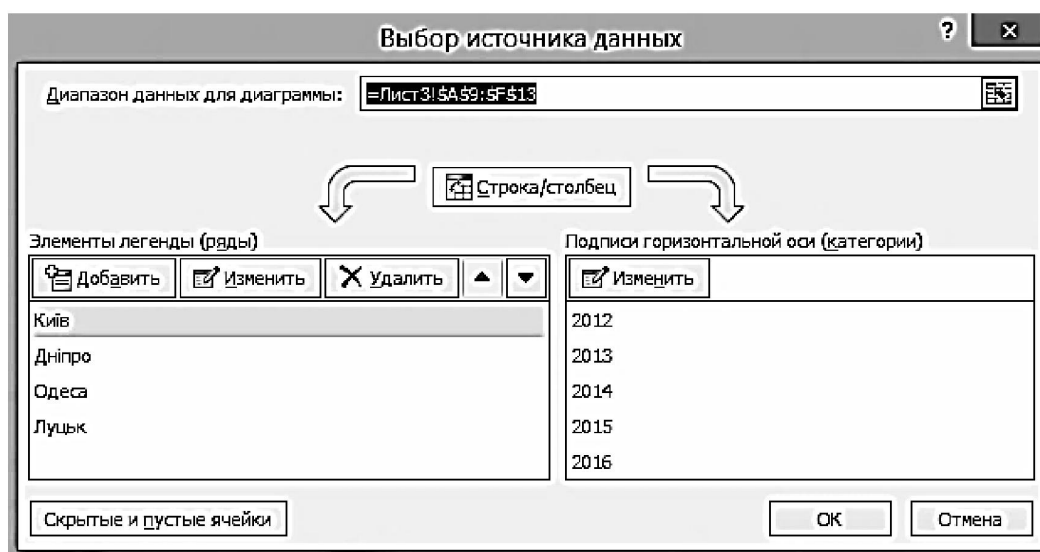 Выбор источника данных ? ×
Диапазон данных для диаграммы: =Лист3!$A$9:$F$13
Строка/столбец
Элементы легенды (ряды)
Добавить Изменить Удалить ▲ ▼
Київ
Дніпро
Одеса
Луцьк
Подписи горизонтальной оси (категории)
Изменить
2012
2013
2014
2015
2016
Скрытые и пустые ячейки
ОК Отмена